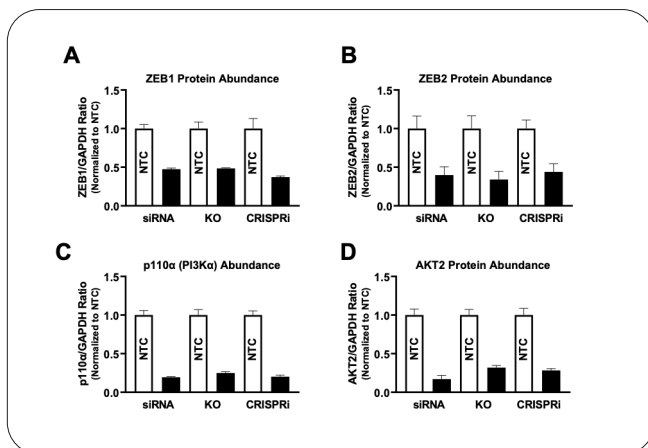 A
ZEB1 Protein Abundance
ZEB1/GAPDH Ratio
(Normalized to NTC)
1.5
1.0
0.5
0.0
NTC
NTC
NTC
siRNA KO CRISPRi
B
ZEB2 Protein Abundance
ZEB2/GAPDH Ratio
(Normalized to NTC)
1.5
1.0
0.5
0.0
NTC
NTC
NTC
siRNA KO CRISPRi
C
p110α (PI3Kα) Abundance
p110α/GAPDH Ratio
(Normalized to NTC)
1.5
1.0
0.5
0.0
NTC
NTC
NTC
siRNA KO CRISPRi
D
AKT2 Protein Abundance
AKT2/GAPDH Ratio
(Normalized to NTC)
1.5
1.0
0.5
0.0
NTC
NTC
NTC
siRNA KO CRISPRi